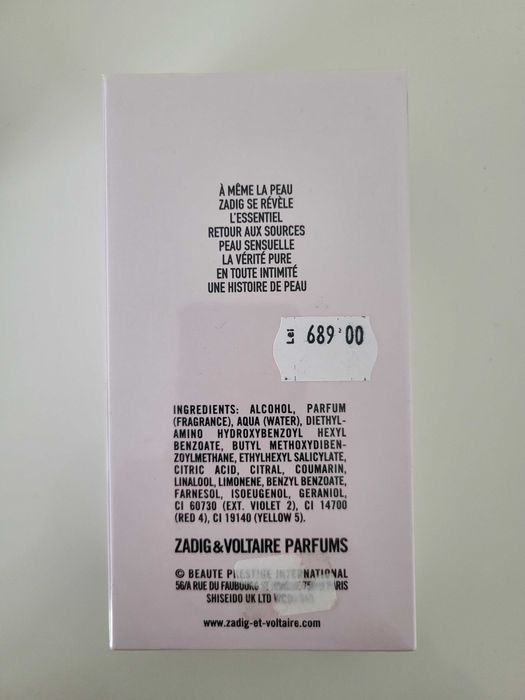 À MÊME LA PEAU
ZADIG SE RÉVÈLE
L'ESSENTIEL
RETOUR AUX SOURCES
PEAU SENSUELLE
LA VÉRITÉ PURE
EN TOUTE INTIMITÉ
UNE HISTOIRE DE PEAU
Lei 689,00
INGREDIENTS: ALCOHOL, PARFUM
(FRAGRANCE), AQUA (WATER), DIETHYL-
AMINO HYDROXYBENZOYL HEXYL
BENZOATE, BUTYL METHOXYDIBEN-
ZOYLMETHANE, ETHYLHEXYL SALICYLATE,
CITRIC ACID, CITRAL, COUMARIN,
LINALOOL, LIMONENE, BENZYL BENZOATE,
FARNESOL, ISOEUGENOL, GERANIOL,
CI 60730 (EXT. VIOLET 2), CI 14700
(RED 4), CI 19140 (YELLOW 5).
ZADIG & VOLTAIRE PARFUMS
© BEAUTE PRESTIGE INTERNATIONAL
56/A RUE DU FAUBOURG PARIS
SHISEIDO UK LTD
www.zadig-et-voltaire.com